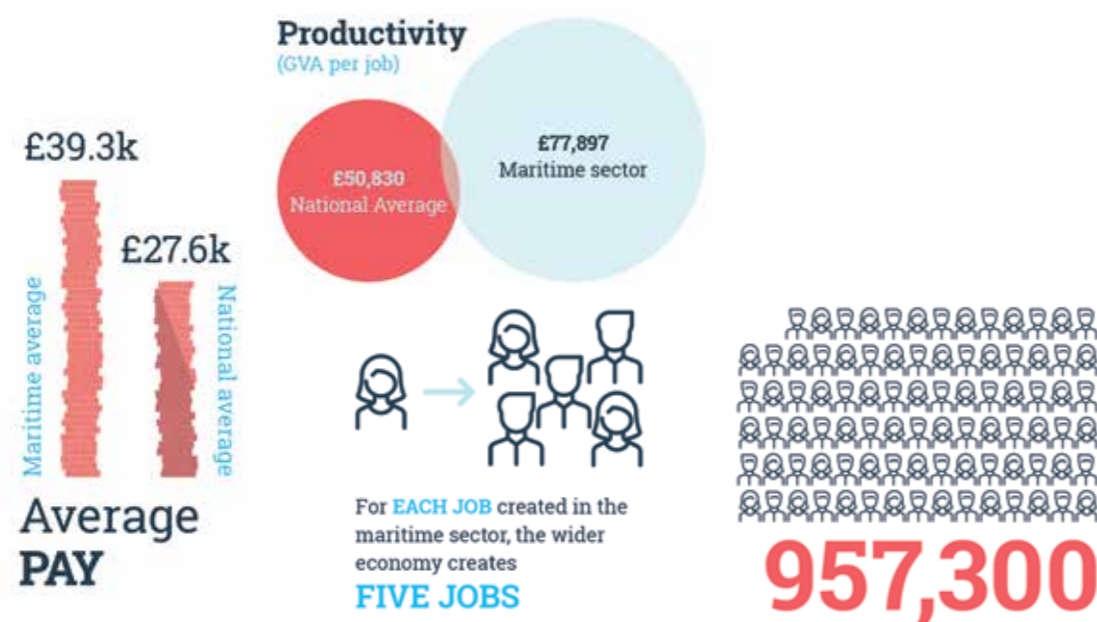 Productivity
(GVA per job)
£50,830
National Average
£77,897
Maritime sector
£39.3k
Maritime average
£27.6k
National average
Average
PAY
For EACH JOB created in the
maritime sector, the wider
economy creates
FIVE JOBS
957,300